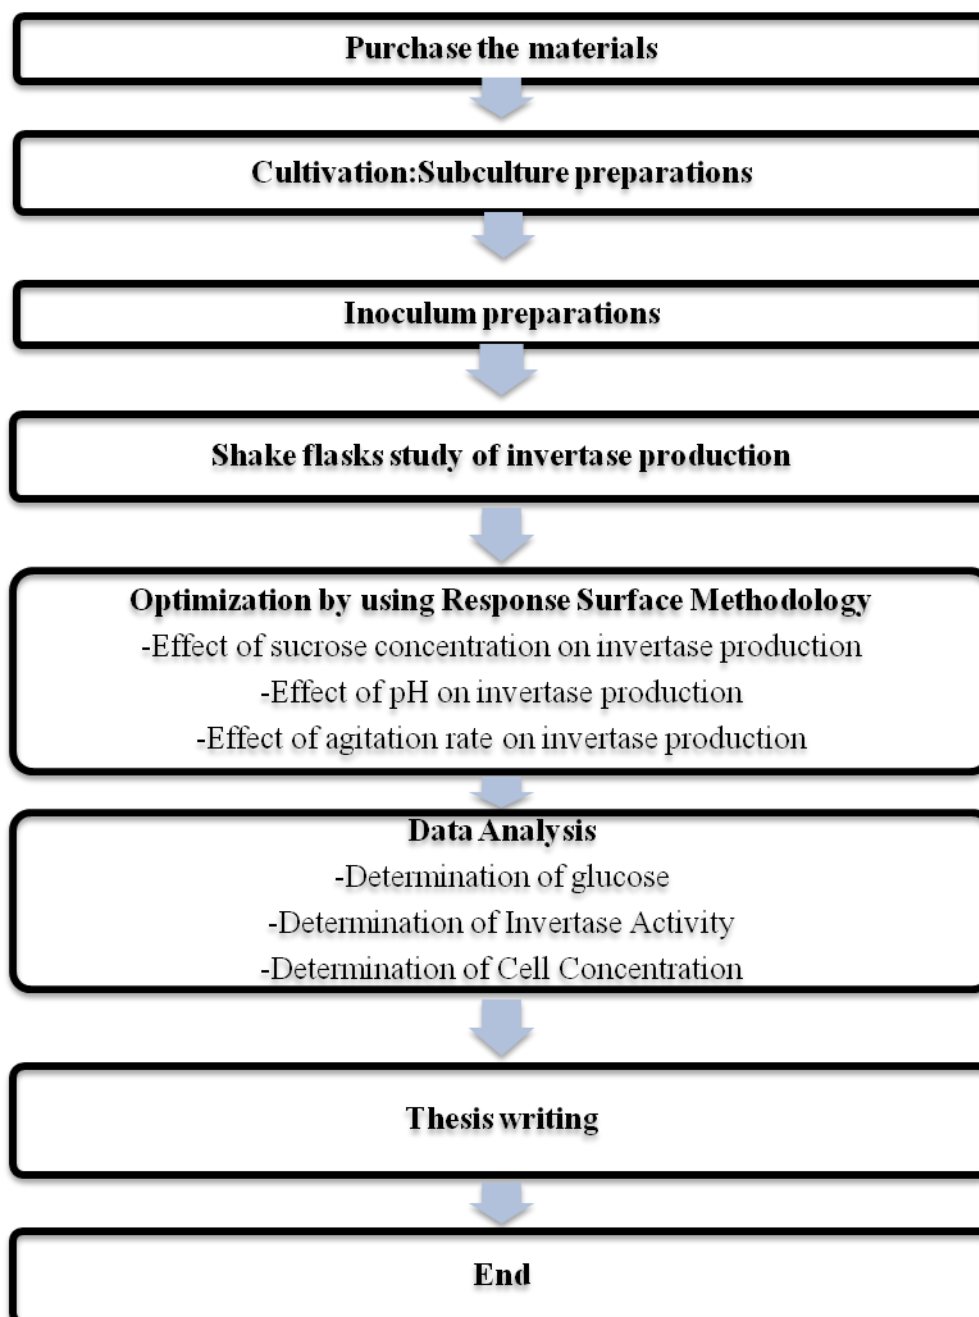 Purchase the materials
Cultivation:Subculture preparations
Inoculum preparations
Shake flasks study of invertase production
Optimization by using Response Surface Methodology
-Effect of sucrose concentration on invertase production
-Effect of pH on invertase production
-Effect of agitation rate on invertase production
Data Analysis
-Determination of glucose
-Determination of Invertase Activity
-Determination of Cell Concentration
Thesis writing
End